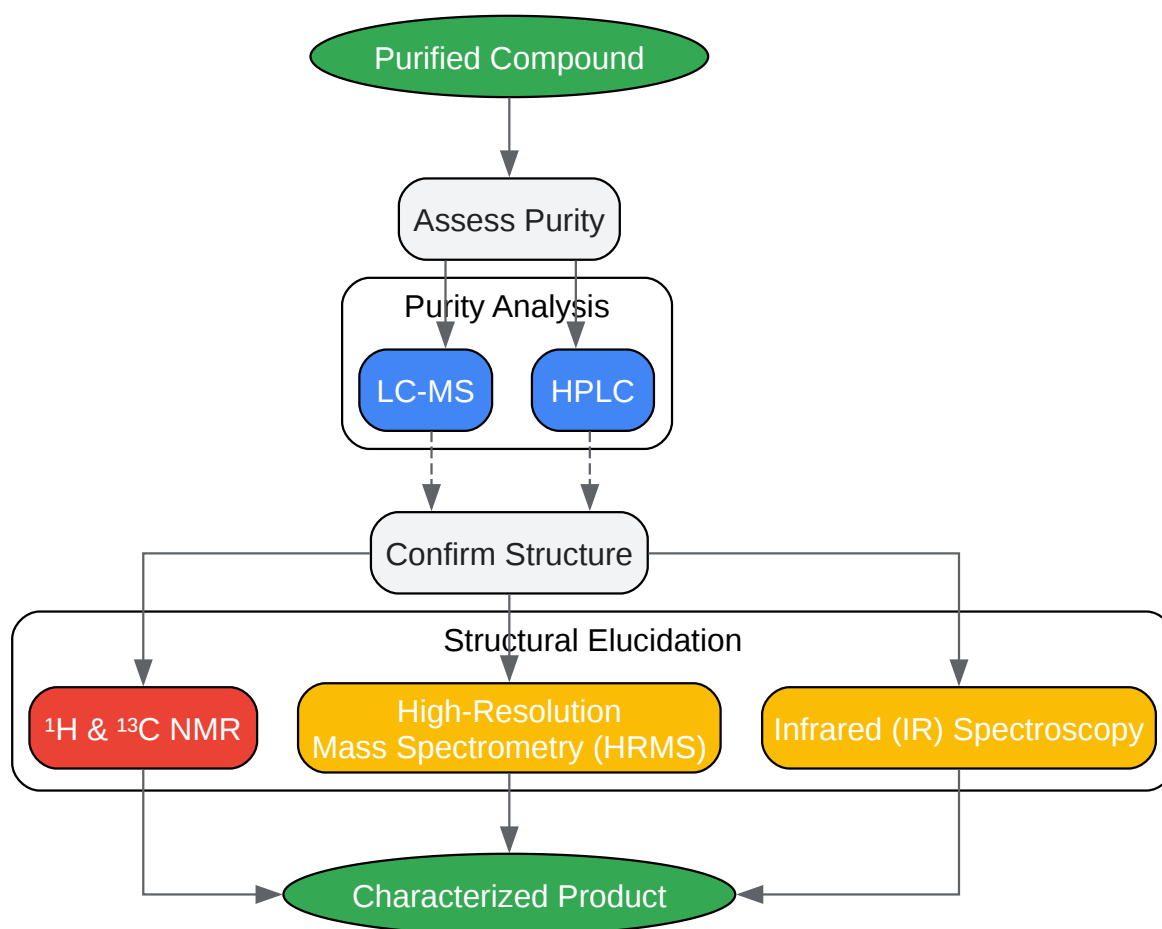 Purified Compound
Assess Purity
Purity Analysis
LC-MS
HPLC
Confirm Structure
Structural Elucidation
¹H & ¹³C NMR
High-Resolution
Mass Spectrometry (HRMS)
Infrared (IR) Spectroscopy
Characterized Product